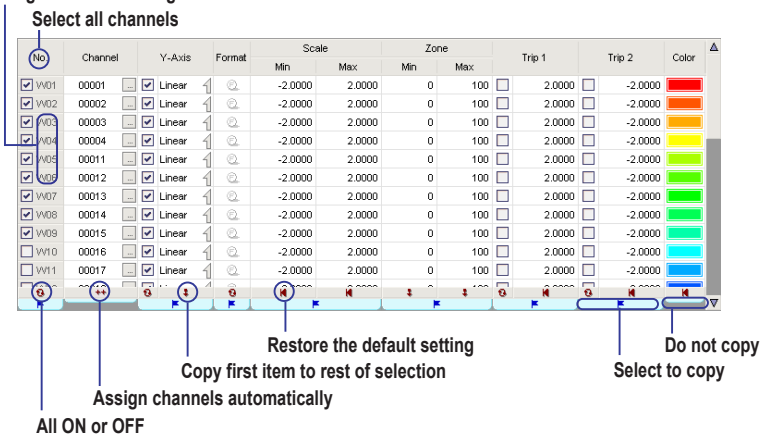 Select all channels
No. Channel Y-Axis Format Scale Zone Trip 1 Trip 2 Color
Min Max Min Max
W01 00001 ... Linear -2.0000 2.0000 0 100 2.0000 -2.0000
W02 00002 ... Linear -2.0000 2.0000 0 100 2.0000 -2.0000
W03 00003 ... Linear -2.0000 2.0000 0 100 2.0000 -2.0000
W04 00004 ... Linear -2.0000 2.0000 0 100 2.0000 -2.0000
W05 00011 ... Linear -2.0000 2.0000 0 100 2.0000 -2.0000
W06 00012 ... Linear -2.0000 2.0000 0 100 2.0000 -2.0000
W07 00013 ... Linear -2.0000 2.0000 0 100 2.0000 -2.0000
W08 00014 ... Linear -2.0000 2.0000 0 100 2.0000 -2.0000
W09 00015 ... Linear -2.0000 2.0000 0 100 2.0000 -2.0000
W10 00016 ... Linear -2.0000 2.0000 0 100 2.0000 -2.0000
W11 00017 ... Linear -2.0000 2.0000 0 100 2.0000 -2.0000
Restore the default setting
Do not copy
Copy first item to rest of selection
Select to copy
Assign channels automatically
All ON or OFF